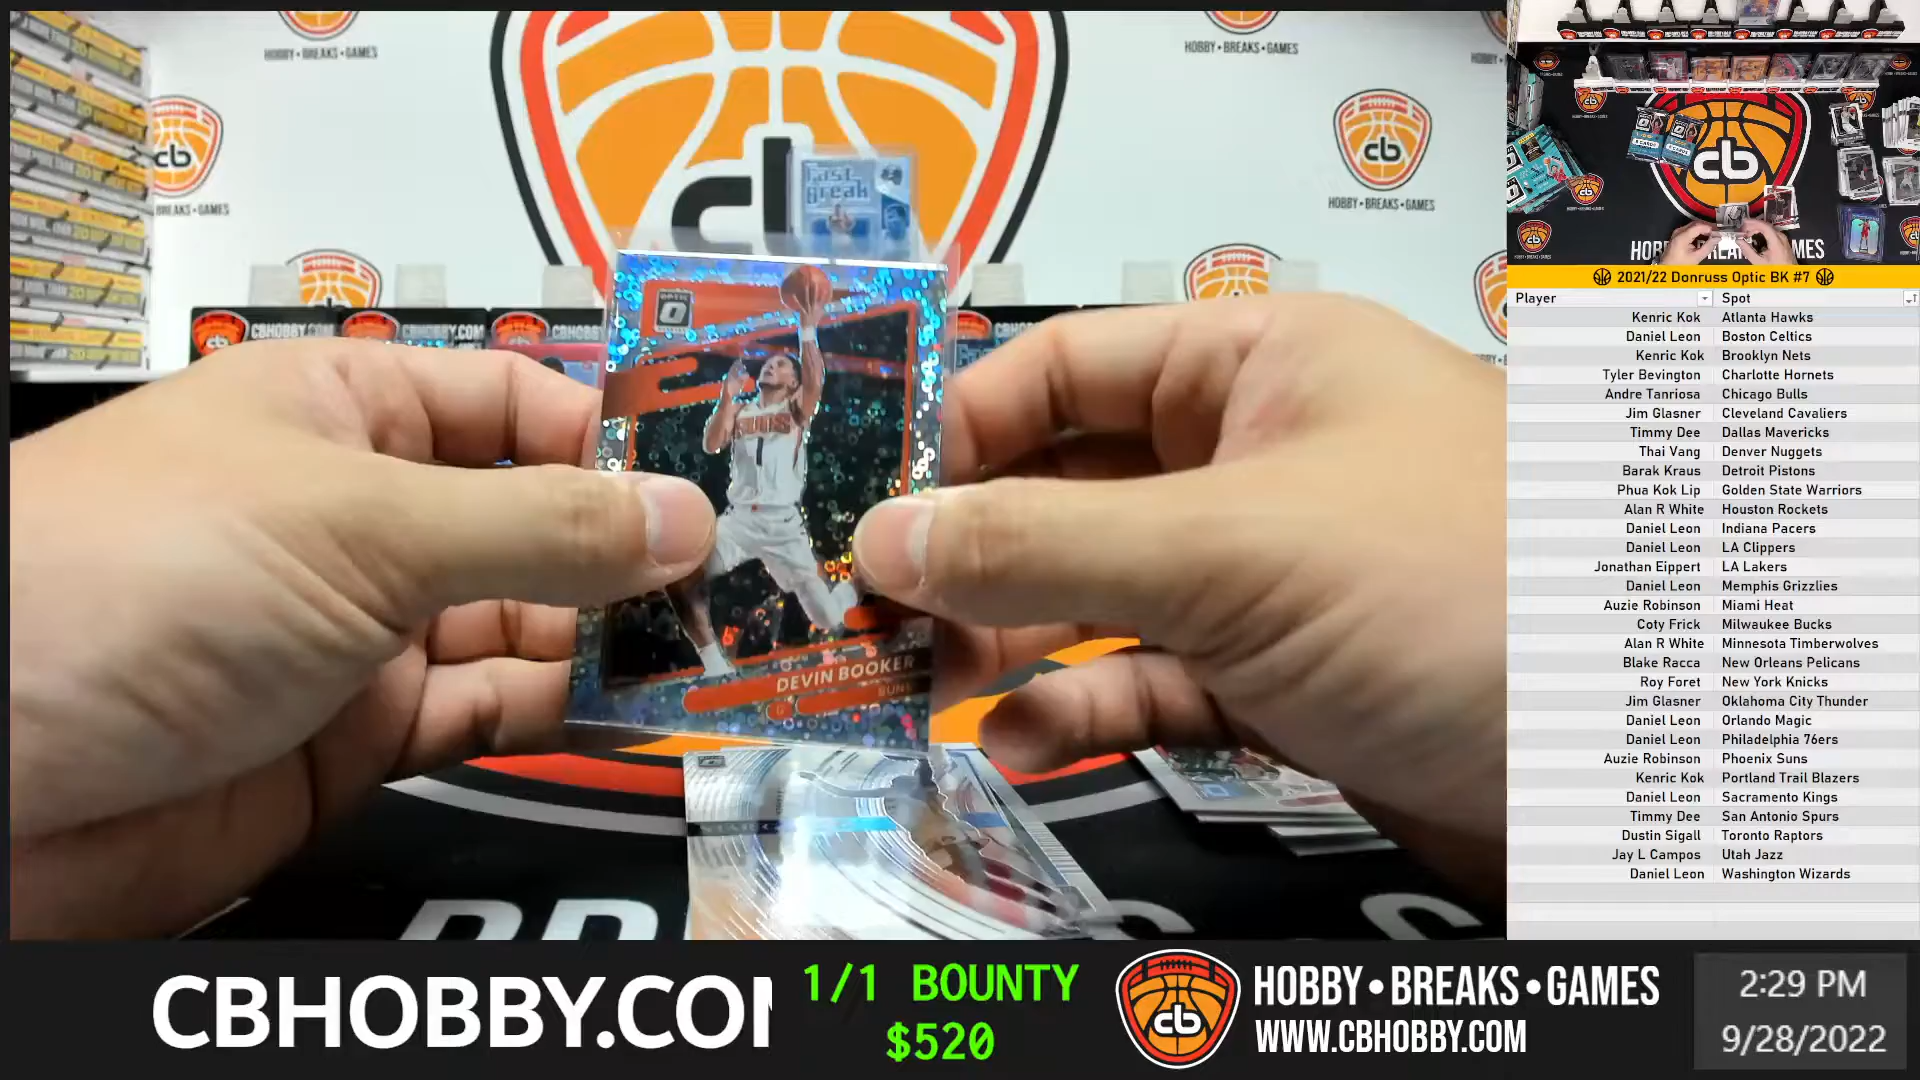 HOBBY • BREAKS • GAMES
HOBBY • BREAKS • GAMES
cb
BREAKS • GAMES
cb
HOBBY • BREAKS • GAMES
Fast
Break
CBHOBBY.COM
CBHOBBY
DEVIN BOOKER
SUNS
SUNS
1
G
cb
2021/22 Donruss Optic BK #7
Player Spot
Kenric Kok Atlanta Hawks
Daniel Leon Boston Celtics
Kenric Kok Brooklyn Nets
Tyler Bevington Charlotte Hornets
Andre Tanriosa Chicago Bulls
Jim Glasner Cleveland Cavaliers
Timmy Dee Dallas Mavericks
Thai Vang Denver Nuggets
Barak Kraus Detroit Pistons
Phua Kok Lip Golden State Warriors
Alan R White Houston Rockets
Daniel Leon Indiana Pacers
Daniel Leon LA Clippers
Jonathan Eippert LA Lakers
Daniel Leon Memphis Grizzlies
Auzie Robinson Miami Heat
Coty Frick Milwaukee Bucks
Alan R White Minnesota Timberwolves
Blake Racca New Orleans Pelicans
Roy Foret New York Knicks
Jim Glasner Oklahoma City Thunder
Daniel Leon Orlando Magic
Daniel Leon Philadelphia 76ers
Auzie Robinson Phoenix Suns
Kenric Kok Portland Trail Blazers
Daniel Leon Sacramento Kings
Timmy Dee San Antonio Spurs
Dustin Sigall Toronto Raptors
Jay L Campos Utah Jazz
Daniel Leon Washington Wizards
CBHOBBY.COM
1/1 BOUNTY
$520
cb
HOBBY • BREAKS • GAMES
WWW.CBHOBBY.COM
2:29 PM
9/28/2022